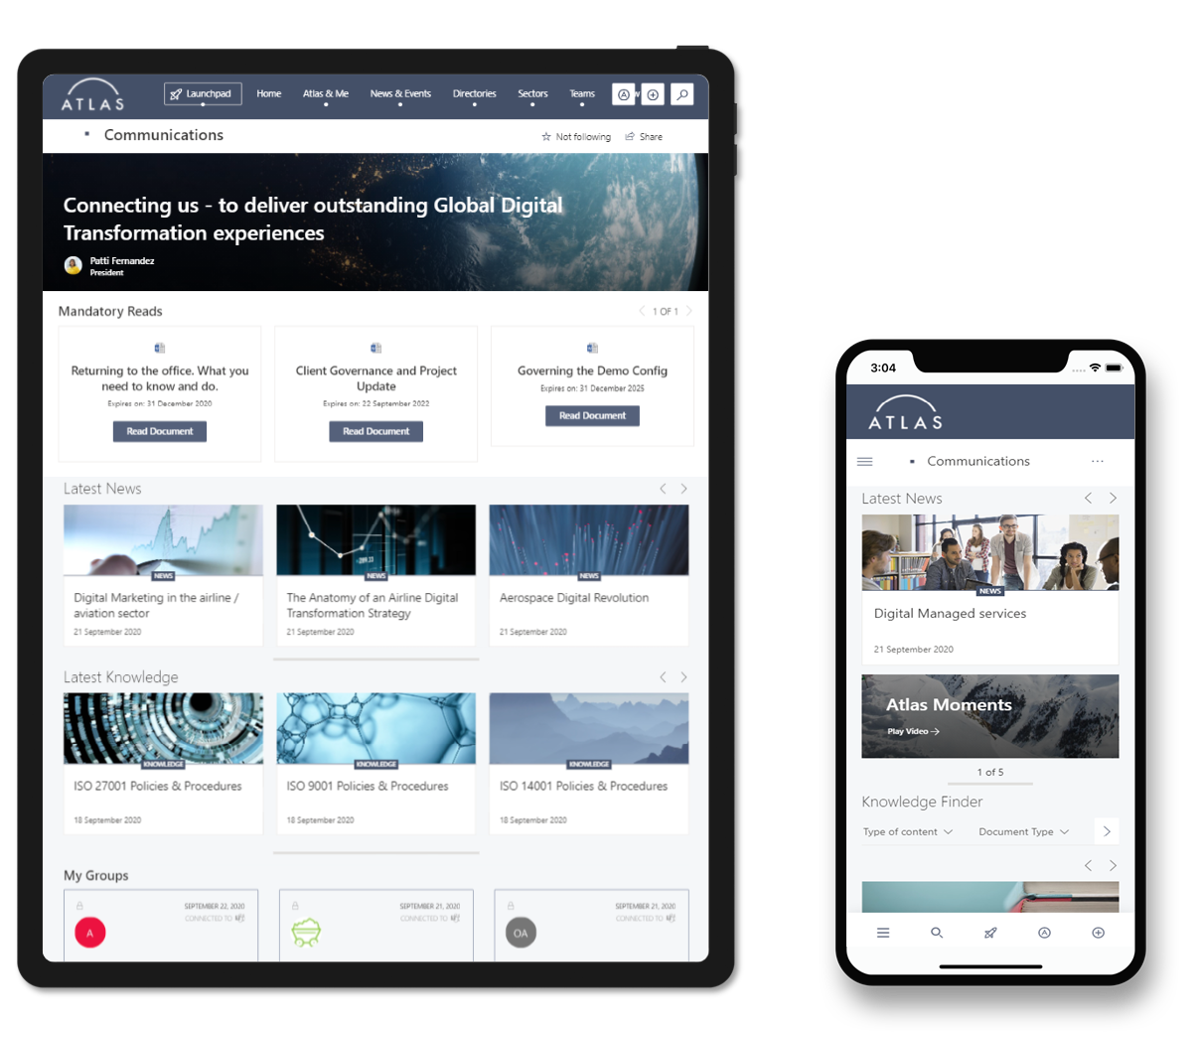 ATLAS
Launchpad
Home
Atlas & Me
News & Events
Directories
Sectors
Teams
Communications
Not following
Share
Connecting us - to deliver outstanding Global Digital
Transformation experiences
Patti Fernandez
President
Mandatory Reads
1 OF 1
Returning to the office. What you
need to know and do.
Expires on: 31 December 2020
Read Document
Client Governance and Project
Update
Expires on: 22 September 2022
Read Document
Governing the Demo Config
Expires on: 31 December 2025
Read Document
Latest News
NEWS
Digital Marketing in the airline /
aviation sector
21 September 2020
NEWS
The Anatomy of an Airline Digital
Transformation Strategy
21 September 2020
NEWS
Aerospace Digital Revolution
21 September 2020
Latest Knowledge
KNOWLEDGE
ISO 27001 Policies & Procedures
18 September 2020
KNOWLEDGE
ISO 9001 Policies & Procedures
18 September 2020
KNOWLEDGE
ISO 14001 Policies & Procedures
18 September 2020
My Groups
SEPTEMBER 22, 2020
CONNECTED TO
A
SEPTEMBER 21, 2020
CONNECTED TO
SEPTEMBER 21, 2020
CONNECTED TO
OA
3:04
ATLAS
Communications
Latest News
NEWS
Digital Managed services
21 September 2020
Atlas Moments
Play Video
1 of 5
Knowledge Finder
Type of content
Document Type